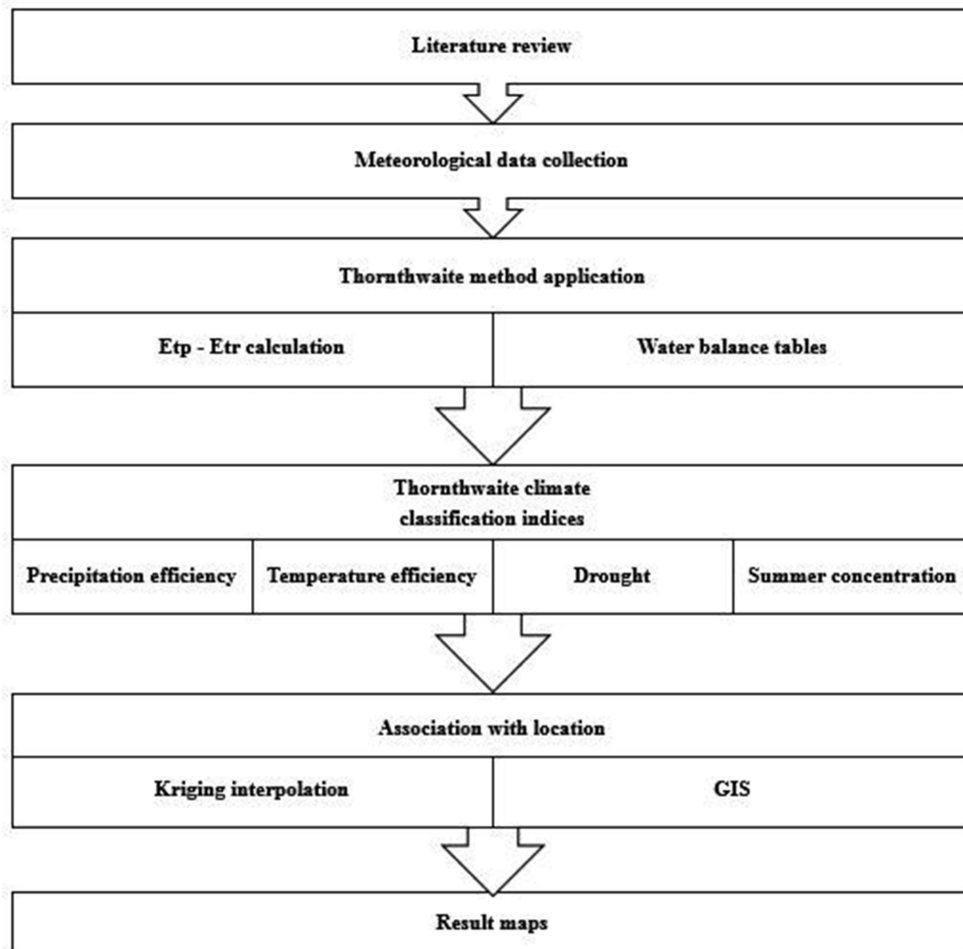 Literature review
Meteorological data collection
Thornthwaite method application
Etp - Etr calculation
Water balance tables
Thornthwaite climate
classification indices
Precipitation efficiency
Temperature efficiency
Drought
Summer concentration
Association with location
Kriging interpolation
GIS
Result maps